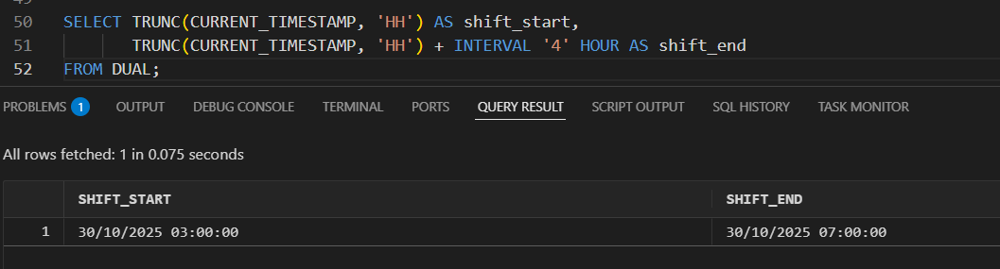 50 SELECT TRUNC(CURRENT_TIMESTAMP, 'HH') AS shift_start,
51 TRUNC(CURRENT_TIMESTAMP, 'HH') + INTERVAL '4' HOUR AS shift_end
52 FROM DUAL;
PROBLEMS 1 OUTPUT DEBUG CONSOLE TERMINAL PORTS QUERY RESULT SCRIPT OUTPUT SQL HISTORY TASK MONITOR
All rows fetched: 1 in 0.075 seconds
SHIFT_START SHIFT_END
1 30/10/2025 03:00:00 30/10/2025 07:00:00